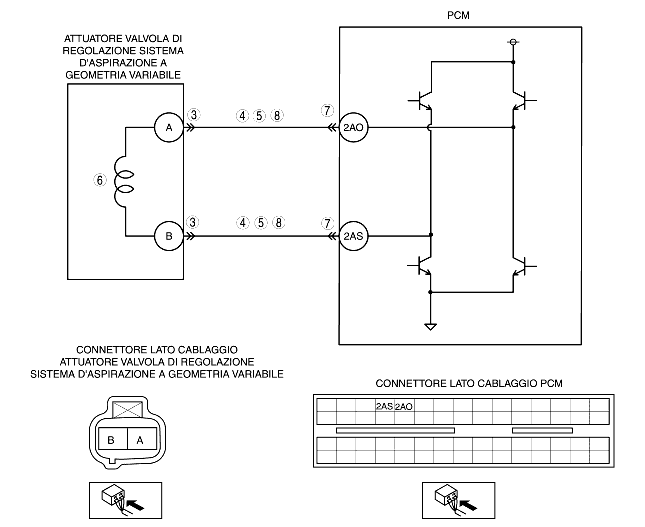 PCM
ATTUATORE VALVOLA DI
REGOLAZIONE SISTEMA
D'ASPIRAZIONE A
GEOMETRIA VARIABILE
A
3
4 5 8
7
2AO
6
B
3
4 5 8
7
2AS
CONNETTORE LATO CABLAGGIO
ATTUATORE VALVOLA DI REGOLAZIONE
SISTEMA D'ASPIRAZIONE A GEOMETRIA VARIABILE
B A
CONNETTORE LATO CABLAGGIO PCM
2AS 2AO